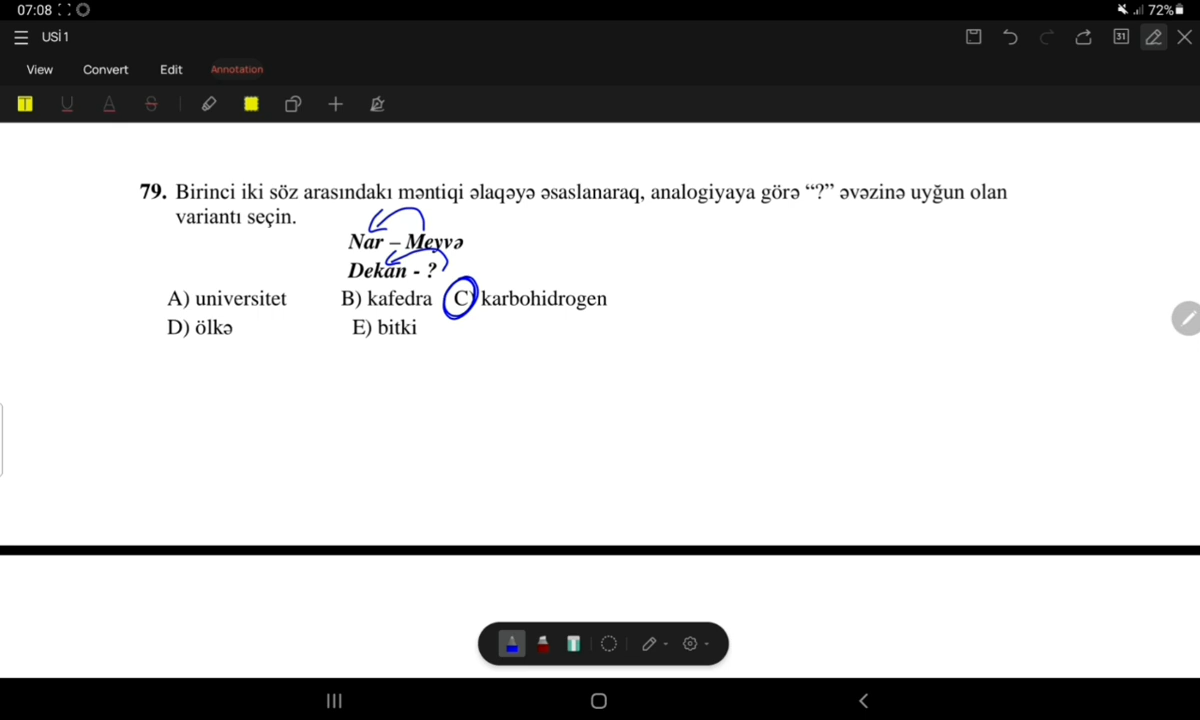 07:08 72%
USİ 1 31
View Convert Edit Annotation
T U A S
79. Birinci iki söz arasındakı məntiqi əlaqəyə əsaslanaraq, analogiyaya görə “?” əvəzinə uyğun olan
variantı seçin.
Nar – Meyvə
Dekan - ?
A) universitet B) kafedra C) karbohidrogen
D) ölkə E) bitki